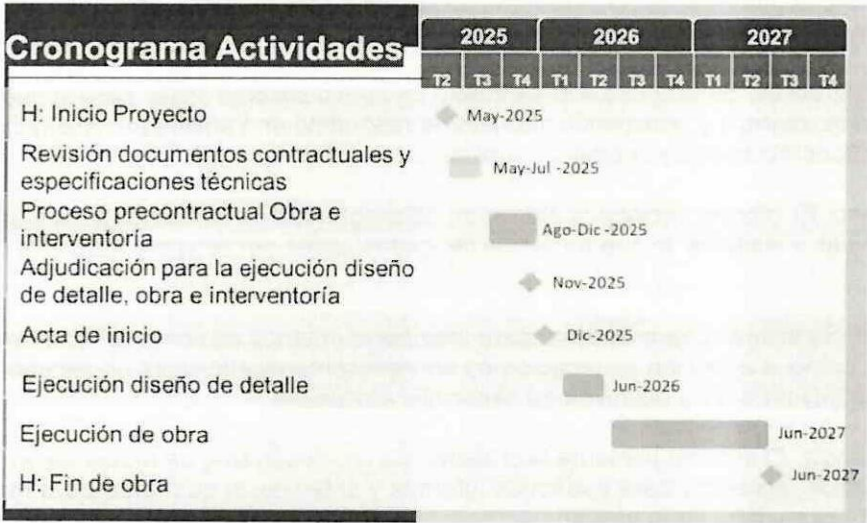 Cronograma Actividades
2025 2026 2027
T2 T3 T4 T1 T2 T3 T4 T1 T2 T3 T4
H: Inicio Proyecto
May-2025
Revisión documentos contractuales y
especificaciones técnicas
May-Jul -2025
Proceso precontractual Obra e
interventoría
Ago-Dic -2025
Adjudicación para la ejecución diseño
de detalle, obra e interventoría
Nov-2025
Acta de inicio
Dic-2025
Ejecución diseño de detalle
Jun-2026
Ejecución de obra
Jun-2027
H: Fin de obra
Jun-2027